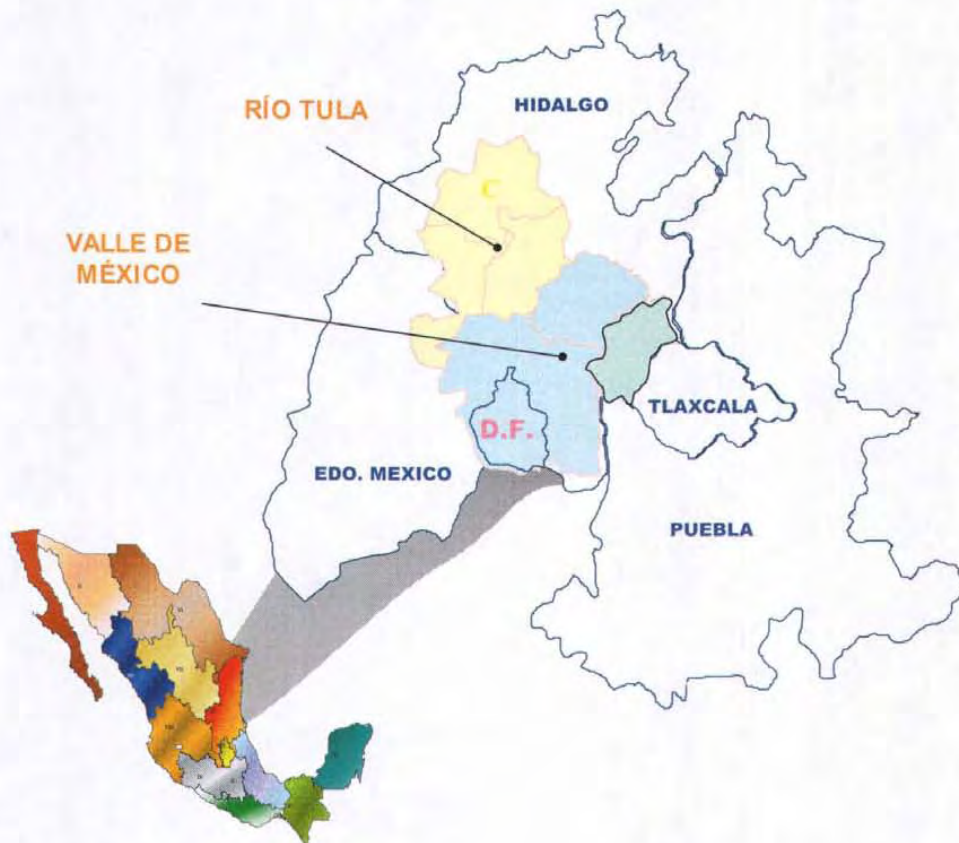 HIDALGO
RÍO TULA
C
VALLE DE
MÉXICO
TLAXCALA
D.F.
EDO. MEXICO
PUEBLA